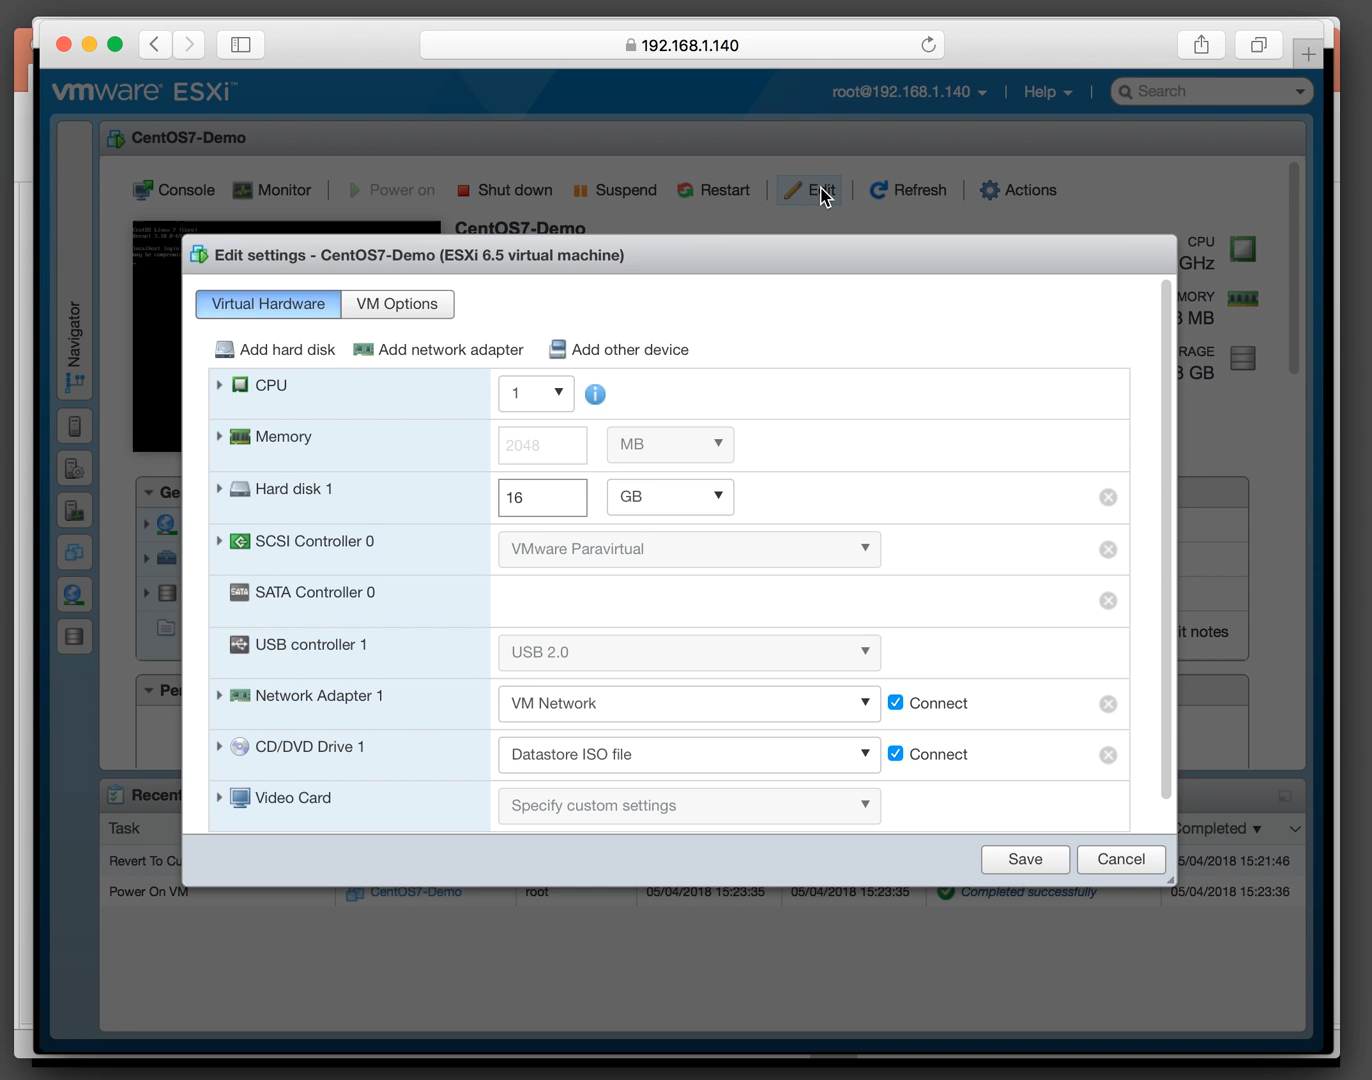 192.168.1.140
vmware ESXi™
root@192.168.1.140 | Help | Search
CentOS7-Demo
Console Monitor Power on Shut down Suspend Restart Edit Refresh Actions
CentOS7-Demo
CPU
GHz
MORY
MB
RAGE
GB
Navigator
Edit settings - CentOS7-Demo (ESXi 6.5 virtual machine)
Virtual Hardware VM Options
Add hard disk Add network adapter Add other device
CPU 1
Memory 2048 MB
Hard disk 1 16 GB
SCSI Controller 0 VMware Paravirtual
SATA SATA Controller 0
USB controller 1 USB 2.0
Network Adapter 1 VM Network Connect
CD/DVD Drive 1 Datastore ISO file Connect
Video Card Specify custom settings
Save Cancel
Ge
it notes
Pe
Recent
Task Completed
Revert To Cu 5/04/2018 15:21:46
Power On VM CentOS7-Demo root 05/04/2018 15:23:35 05/04/2018 15:23:35 Completed successfully 05/04/2018 15:23:36